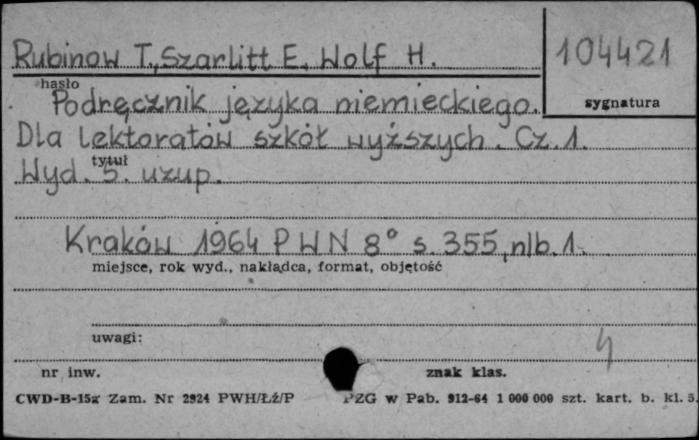 Rubinow T., Szarlitt E. Wolf H.
104421
hasło
sygnatura
Podręcznik języka niemieckiego.
Dla lektoratów szkół wyższych. Cz. 1.
tytuł
Wyd. 5. uzup.
Kraków 1964 PWN 8° s. 355, nlb. 1.
miejsce, rok wyd., nakładca, format, objętość
uwagi:
4
nr inw.
znak klas.
CWD-B-15a Zam. Nr 2924 PWH/Łź/P PZG w Pab. 912-64 1 000 000 szt. kart. b. kl. 5.